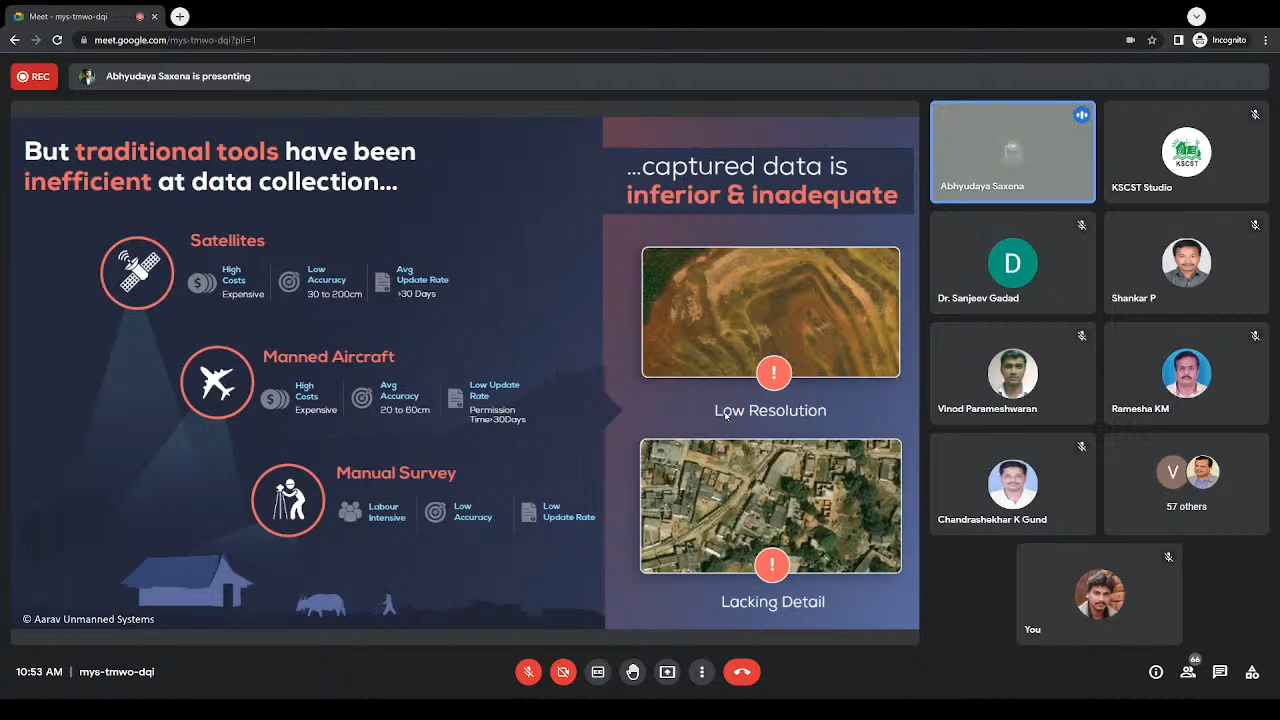 Meet - mys-tmwo-dqi
meet.google.com/mys-tmwo-dqi?pli=1
Incognito
REC
Abhyudaya Saxena is presenting
But traditional tools have been
inefficient at data collection...
Satellites
High
Costs
Expensive
Low
Accuracy
30 to 200cm
Avg
Update Rate
>30 Days
Manned Aircraft
High
Costs
Expensive
Avg
Accuracy
20 to 60cm
Low Update
Rate
Permission
Time>30Days
Manual Survey
Labour
Intensive
Low
Accuracy
Low
Update Rate
© Aarav Unmanned Systems
...captured data is
inferior & inadequate
!
Low Resolution
!
Lacking Detail
Abhyudaya Saxena
KSCST
KSCST Studio
D
Dr. Sanjeev Gadad
Shankar P
Vinod Parameshwaran
Ramesha KM
Chandrashekhar K Gund
V
57 others
You
10:53 AM | mys-tmwo-dqi
66